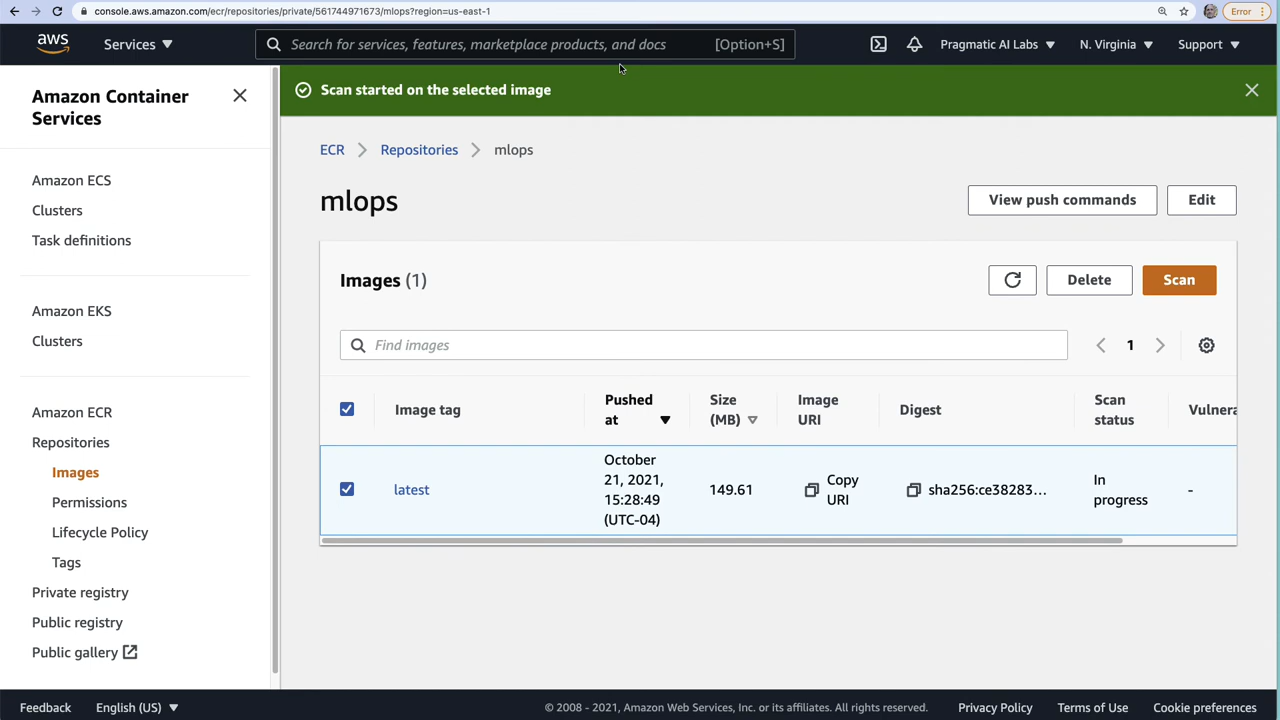 console.aws.amazon.com/ecr/repositories/private/561744971673/mlops?region=us-east-1
Error
aws
Services
Search for services, features, marketplace products, and docs
[Option+S]
Pragmatic AI Labs
N. Virginia
Support
Amazon Container
Services
Amazon ECS
Clusters
Task definitions
Amazon EKS
Clusters
Amazon ECR
Repositories
Images
Permissions
Lifecycle Policy
Tags
Private registry
Public registry
Public gallery
Scan started on the selected image
ECR
Repositories
mlops
mlops
View push commands
Edit
Images (1)
Delete
Scan
Find images
1
Image tag
Pushed
at
Size
(MB)
Image
URI
Digest
Scan
status
Vulnera
latest
October
21, 2021,
15:28:49
(UTC-04)
149.61
Copy
URI
sha256:ce38283...
In
progress
-
Feedback
English (US)
© 2008 - 2021, Amazon Web Services, Inc. or its affiliates. All rights reserved.
Privacy Policy
Terms of Use
Cookie preferences